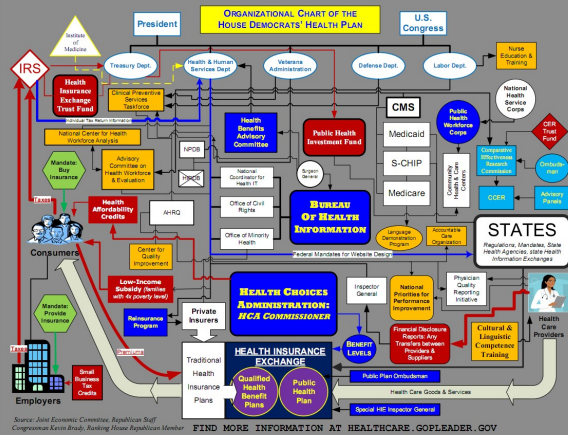 ORGANIZATIONAL CHART OF THE
HOUSE DEMOCRATS' HEALTH PLAN
President
U.S.
Congress
Institute
of
Medicine
Treasury Dept.
Health & Human
Services Dept
Veterans
Administration
Defense Dept.
Labor Dept.
Nurse
Education &
Training
IRS
Health
Insurance
Exchange
Trust Fund
Clinical Preventive
Services
Taskforce
CMS
National
Health
Service Corps
Individual Tax Return Information
Health
Benefits
Advisory
Committee
Public Health
Investment Fund
Public
Health
Workforce
Corps
CER
Trust
Fund
National Center for Health
Workforce Analysis
Medicaid
S-CHIP
Medicare
Comparative
Effectiveness
Research
Commission
Ombuds-
man
Mandate:
Buy
Insurance
Advisory
Committee on
Health Workforce
& Evaluation
NPDB
HIPDB
National
Coordinator for
Health IT
Surgeon
General
Community
Health & Care
Centers
CCER
Advisory
Panels
Taxes
Health
Affordability
Credits
AHRQ
Office of Civil
Rights
Office of Minority
Health
BUREAU
OF HEALTH
INFORMATION
Language
Demonstration
Program
Accountable
Care
Organization
STATES
Regulations, Mandates, State
Health Agencies, state Health
Information Exchanges
Consumers
Center for
Quality
Improvement
Federal Mandates for Website Design
Low-Income
Subsidy (families
with 4x poverty level)
HEALTH CHOICES
ADMINISTRATION:
HCA COMMISSIONER
Inspector
General
National
Priorities for
Performance
Improvement
Physician
Quality
Reporting
Initiative
Health
Care
Providers
Mandate:
Provide
Insurance
Reinsurance
Program
Private
Insurers
Financial Disclosure
Reports: Any
Transfers between
Providers &
Suppliers
Cultural &
Linguistic
Competence
Training
Taxes
Premiums
Traditional
Health
Insurance
Plans
HEALTH INSURANCE
EXCHANGE
BENEFIT
LEVELS
Qualified
Health
Benefit
Plans
Public
Health
Plan
Public Plan Ombudsman
Health Care Goods & Services
Special HIE Inspector General
Small
Business
Tax
Credits
Employers
Source: Joint Economic Committee, Republican Staff
Congressman Kevin Brady, Ranking House Republican Member
FIND MORE INFORMATION AT HEALTHCARE.GOPLEADER.GOV